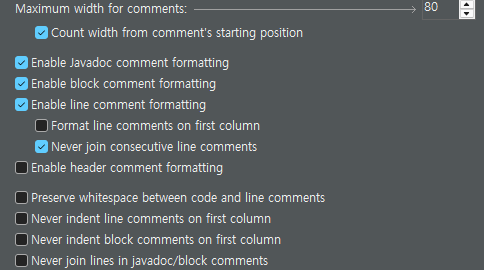 Maximum width for comments: 80
Count width from comment's starting position
Enable Javadoc comment formatting
Enable block comment formatting
Enable line comment formatting
Format line comments on first column
Never join consecutive line comments
Enable header comment formatting
Preserve whitespace between code and line comments
Never indent line comments on first column
Never indent block comments on first column
Never join lines in javadoc/block comments